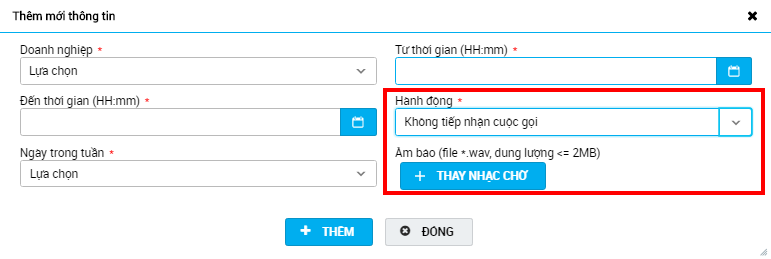 Thêm mới thông tin
Doanh nghiệp *
Lựa chọn
Từ thời gian (HH:mm) *
Đến thời gian (HH:mm) *
Hành động *
Không tiếp nhận cuộc gọi
Ngày trong tuần *
Lựa chọn
Âm báo (file *.wav, dung lượng <= 2MB)
THAY NHẠC CHỜ
THÊM
ĐÓNG